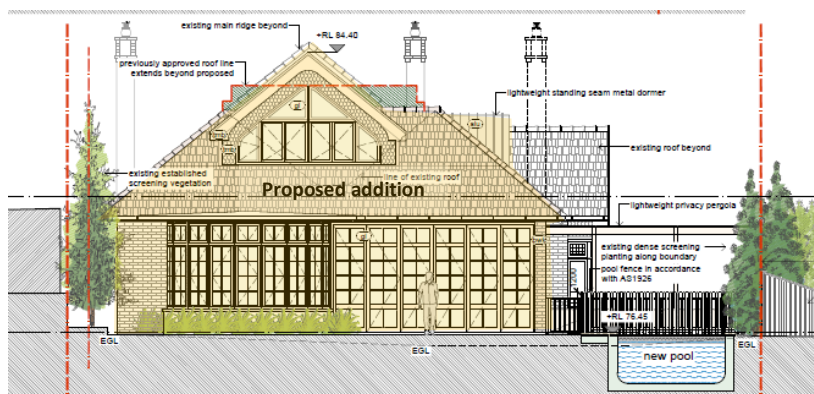 existing main ridge beyond
+RL 84.40
previously approved roof line
extends beyond proposed
lightweight standing seam metal dormer
existing roof beyond
existing established
screening vegetation
line of existing roof
Proposed addition
lightweight privacy pergola
existing dense screening
planting along boundary
pool fence in accordance
with AS1926
1200
+RL 76.45
EGL
EGL
EGL
new pool